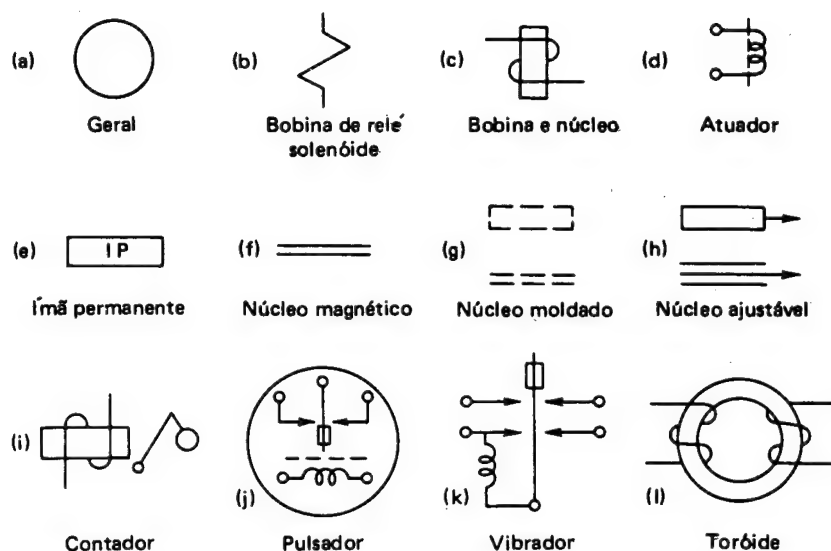 (a)
Geral
(b)
Bobina de relé
solenóide
(c)
Bobina e núcleo
(d)
Atuador
(e)
I P
Ímã permanente
(f)
Núcleo magnético
(g)
Núcleo moldado
(h)
Núcleo ajustável
(i)
Contador
(j)
Pulsador
(k)
Vibrador
(l)
Toróide